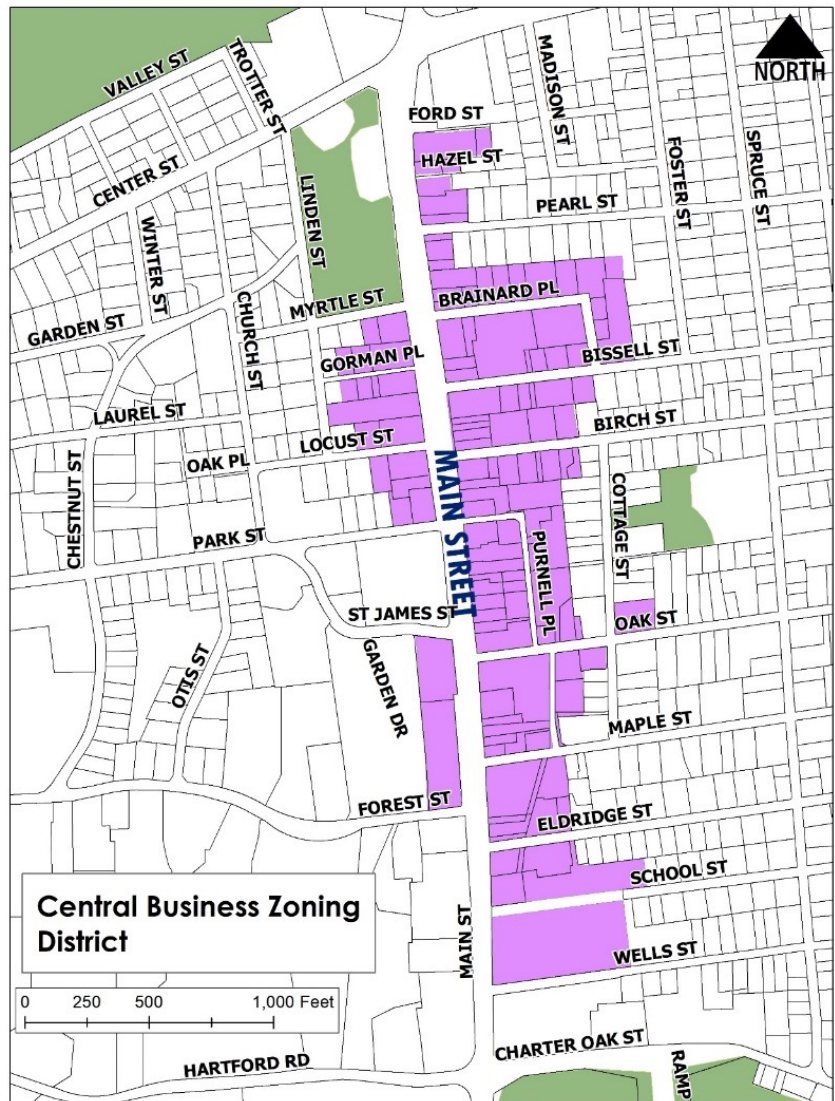 NORTH
VALLEY ST
TROTTER ST
MADISON ST
FORD ST
HAZEL ST
FOSTER ST
SPRUCE ST
CENTER ST
LINDEN ST
PEARL ST
WINTER ST
MYRTLE ST
BRAINARD PL
GARDEN ST
CHURCH ST
GORMAN PL
BISSELL ST
LAUREL ST
LOCUST ST
BIRCH ST
OAK PL
CHESTNUT ST
MAIN STREET
COTTAGE ST
PARK ST
PURNELL PL
ST JAMES ST
OAK ST
OTIS ST
GARDEN DR
MAPLE ST
FOREST ST
ELDRIDGE ST
SCHOOL ST
Central Business Zoning
District
MAIN ST
WELLS ST
0 250 500 1,000 Feet
CHARTER OAK ST
HARTFORD RD
RAMP